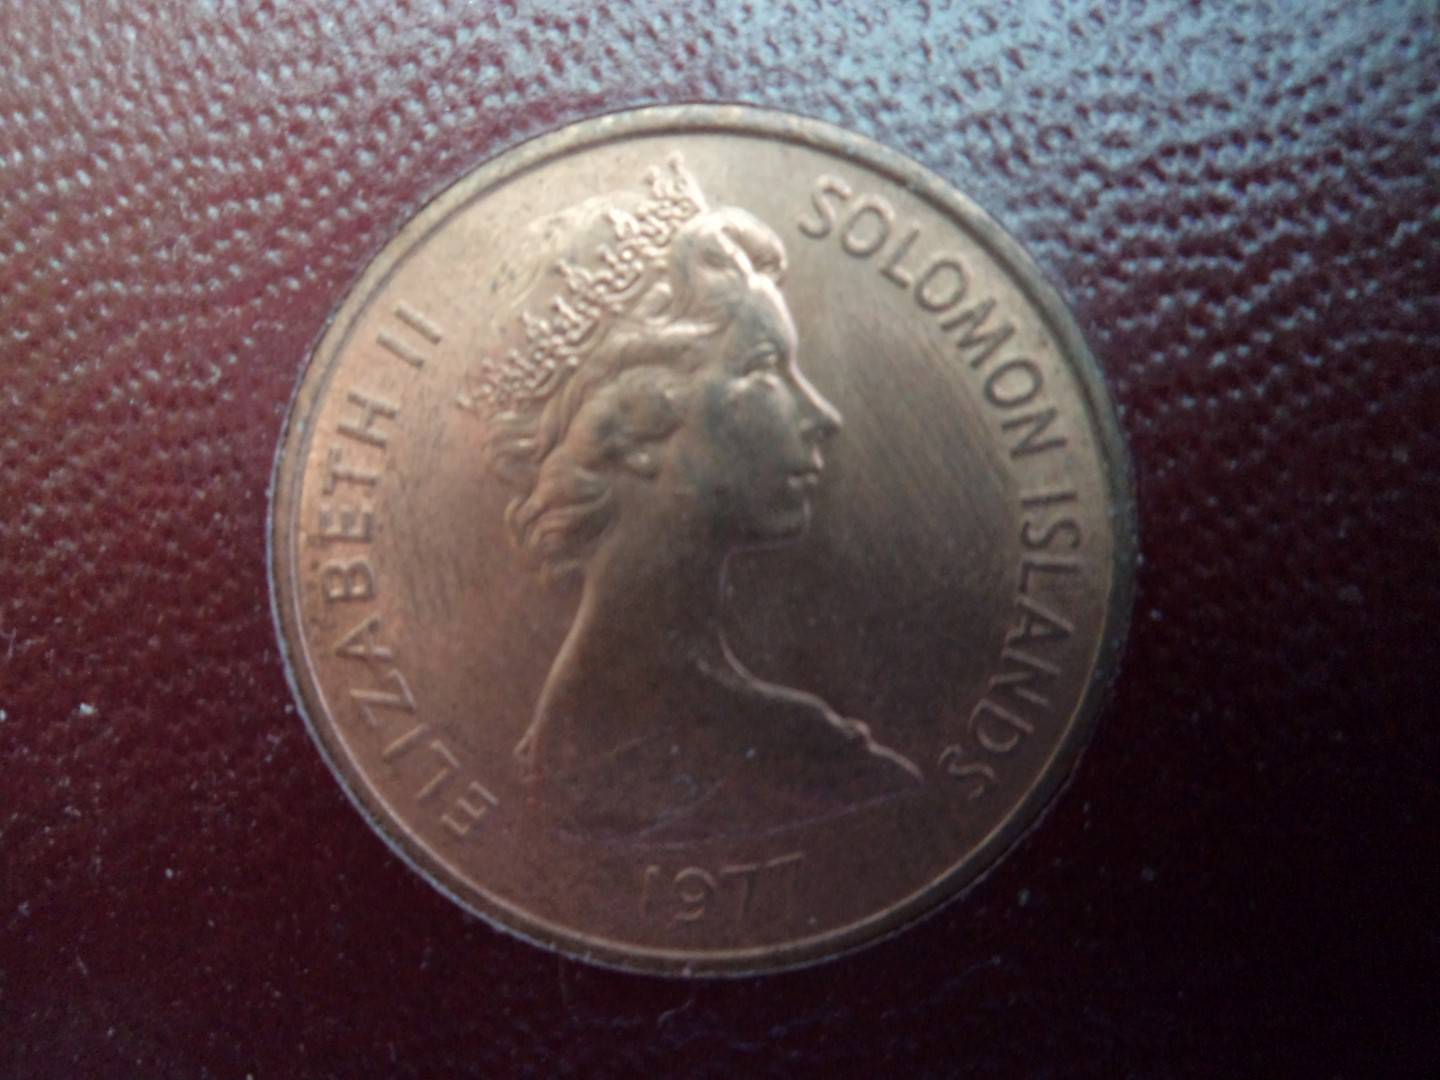 ELIZABETH II
SOLOMON ISLANDS
1977